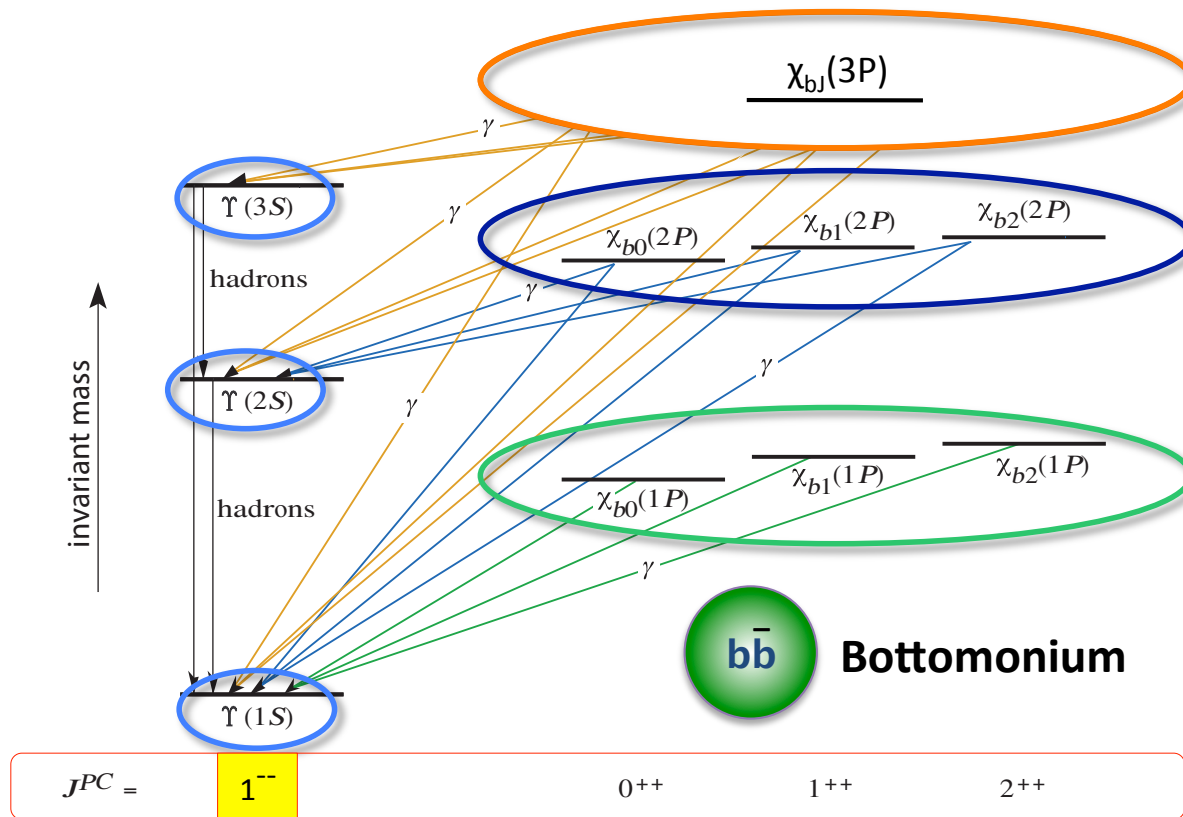 χbJ(3P)
γ
ϒ(3S)
γ
χb0(2P)
χb1(2P)
χb2(2P)
hadrons
γ
invariant mass
ϒ(2S)
γ
γ
χb0(1P)
χb1(1P)
χb2(1P)
hadrons
γ
bb̄
Bottomonium
ϒ(1S)
J^PC = 1^-- 0^++ 1^++ 2^++